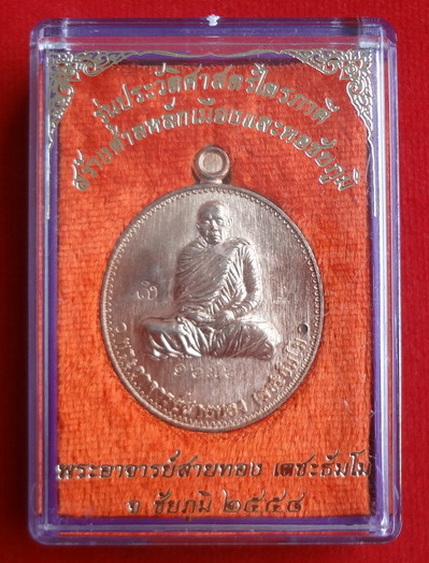 รุ่นประวัติศาสตร์ไตรภาคี
สร้างศาลหลักเมืองและหอชัยภูมิ
พระอาจารย์สายทอง เตชะธัมโม
จ. ชัยภูมิ ๒๕๕๔